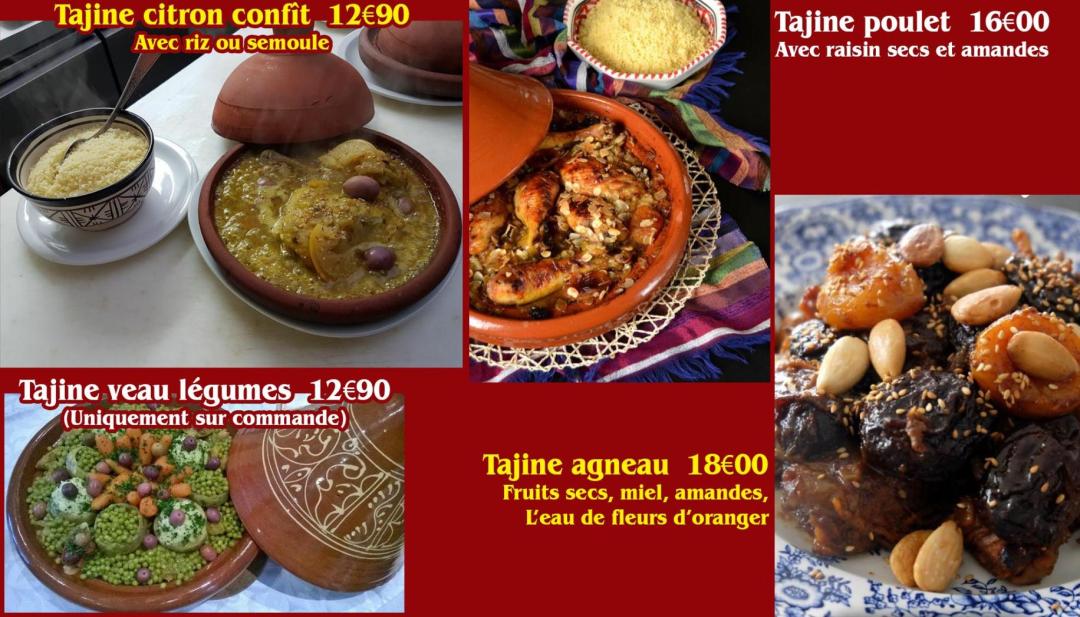 Tajine citron confît 12€90
Avec riz ou semoule
Tajine poulet 16€00
Avec raisin secs et amandes
Tajine veau légumes 12€90
(Uniquement sur commande)
Tajine agneau 18€00
Fruits secs, miel, amandes,
L'eau de fleurs d'oranger